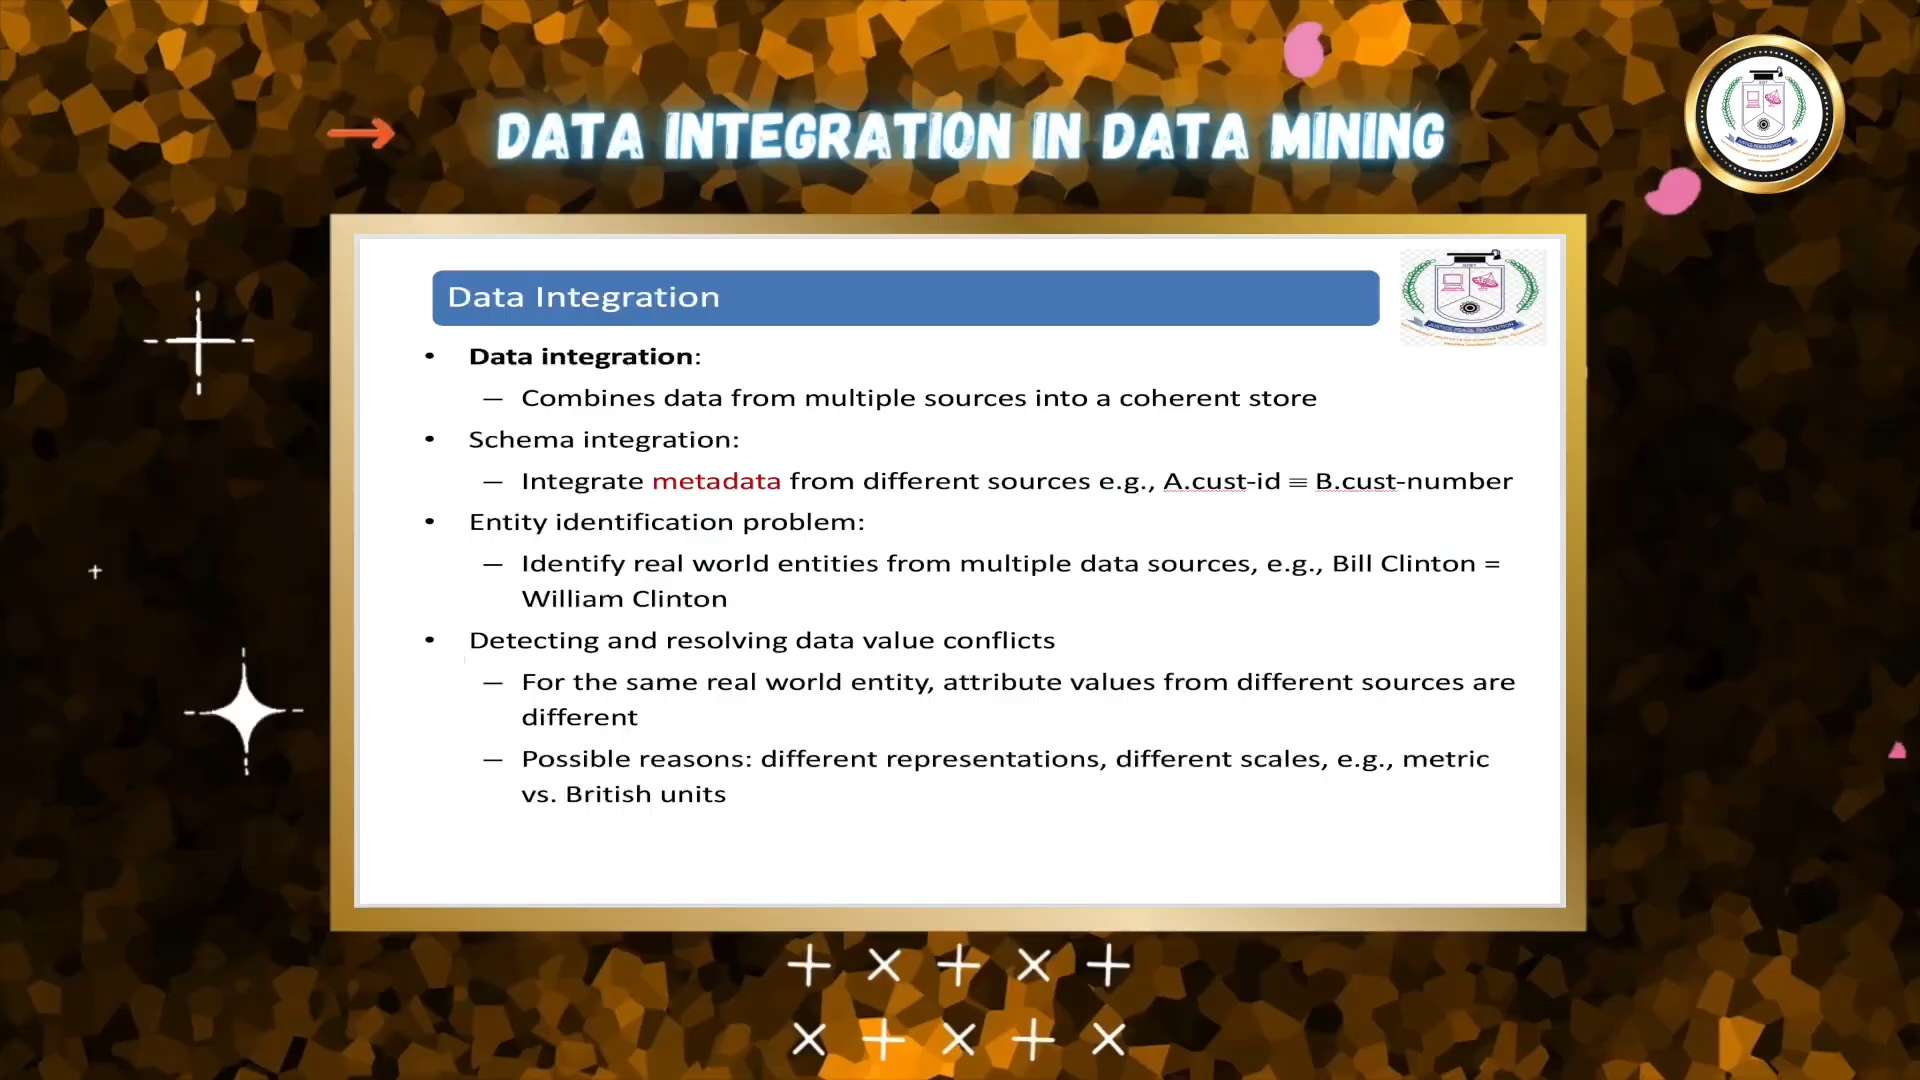 DATA INTEGRATION IN DATA MINING
Data Integration
• Data integration:
– Combines data from multiple sources into a coherent store
• Schema integration:
– Integrate metadata from different sources e.g., A.cust-id ≡ B.cust-number
• Entity identification problem:
– Identify real world entities from multiple data sources, e.g., Bill Clinton =
William Clinton
• Detecting and resolving data value conflicts
– For the same real world entity, attribute values from different sources are
different
– Possible reasons: different representations, different scales, e.g., metric
vs. British units
JUSTICE PEACE REVOLUTION